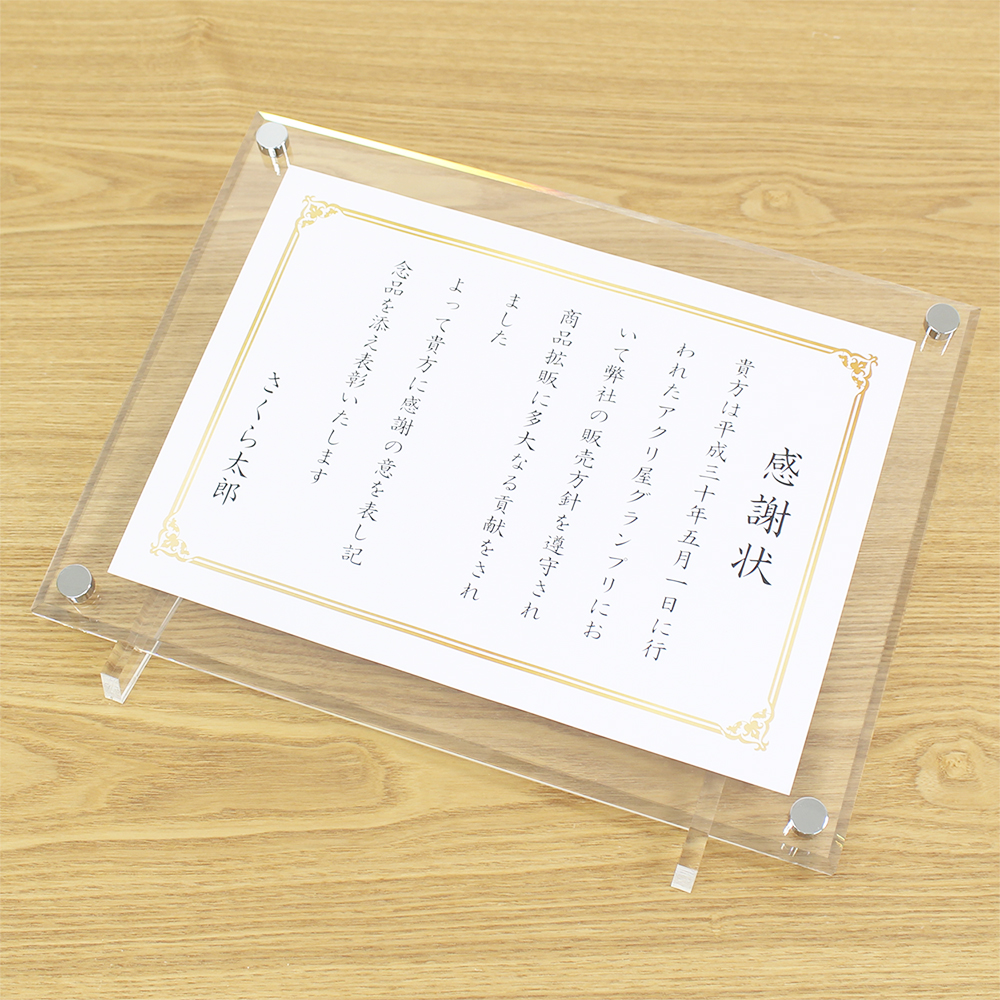 感謝状
貴方は平成三十年五月一日に行
われたアクリ屋グランプリにお
いて弊社の販売方針を遵守され
商品拡販に多大なる貢献をされ
ました
よって貴方に感謝の意を表し記
念品を添え表彰いたします
さくら太郎